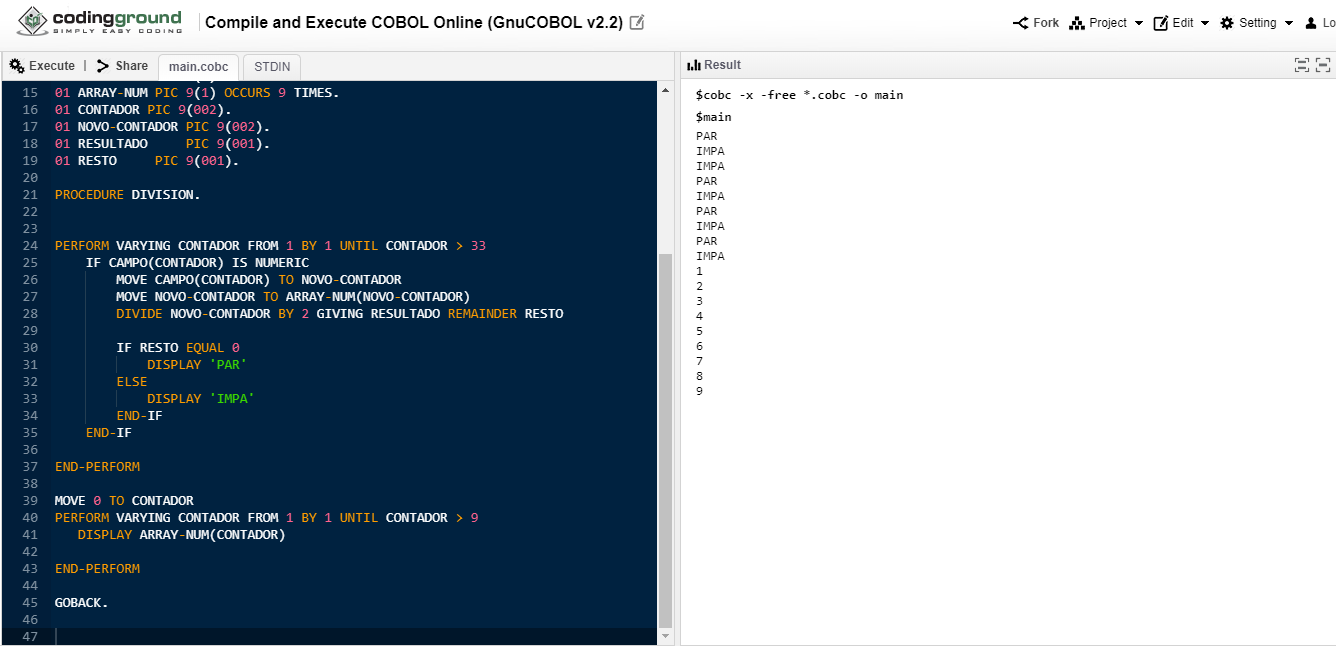 codingground
SIMPLY EASY CODING
Compile and Execute COBOL Online (GnuCOBOL v2.2)
Fork Project Edit Setting Lo
Execute | Share main.cobc STDIN
15 01 ARRAY-NUM PIC 9(1) OCCURS 9 TIMES.
16 01 CONTADOR PIC 9(002).
17 01 NOVO-CONTADOR PIC 9(002).
18 01 RESULTADO PIC 9(001).
19 01 RESTO PIC 9(001).
20
21 PROCEDURE DIVISION.
22
23
24 PERFORM VARYING CONTADOR FROM 1 BY 1 UNTIL CONTADOR > 33
25 IF CAMPO(CONTADOR) IS NUMERIC
26 MOVE CAMPO(CONTADOR) TO NOVO-CONTADOR
27 MOVE NOVO-CONTADOR TO ARRAY-NUM(NOVO-CONTADOR)
28 DIVIDE NOVO-CONTADOR BY 2 GIVING RESULTADO REMAINDER RESTO
29
30 IF RESTO EQUAL 0
31 DISPLAY 'PAR'
32 ELSE
33 DISPLAY 'IMPA'
34 END-IF
35 END-IF
36
37 END-PERFORM
38
39 MOVE 0 TO CONTADOR
40 PERFORM VARYING CONTADOR FROM 1 BY 1 UNTIL CONTADOR > 9
41 DISPLAY ARRAY-NUM(CONTADOR)
42
43 END-PERFORM
44
45 GOBACK.
46
47
Result
$cobc -x -free *.cobc -o main
$main
PAR
IMPA
IMPA
PAR
IMPA
PAR
IMPA
PAR
IMPA
1
2
3
4
5
6
7
8
9